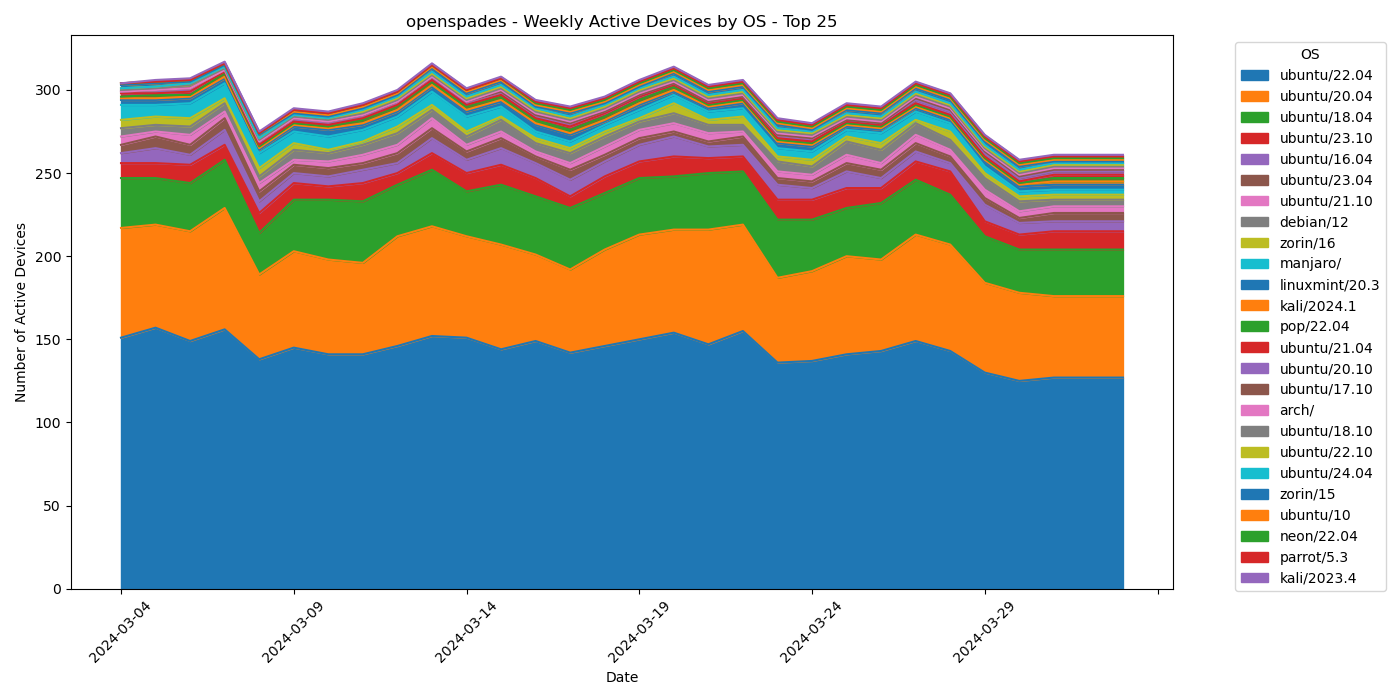 openspades - Weekly Active Devices by OS - Top 25
Number of Active Devices
300
250
200
150
100
50
0
2024-03-04
2024-03-09
2024-03-14
2024-03-19
2024-03-24
2024-03-29
Date
OS
ubuntu/22.04
ubuntu/20.04
ubuntu/18.04
ubuntu/23.10
ubuntu/16.04
ubuntu/23.04
ubuntu/21.10
debian/12
zorin/16
manjaro/
linuxmint/20.3
kali/2024.1
pop/22.04
ubuntu/21.04
ubuntu/20.10
ubuntu/17.10
arch/
ubuntu/18.10
ubuntu/22.10
ubuntu/24.04
zorin/15
ubuntu/10
neon/22.04
parrot/5.3
kali/2023.4